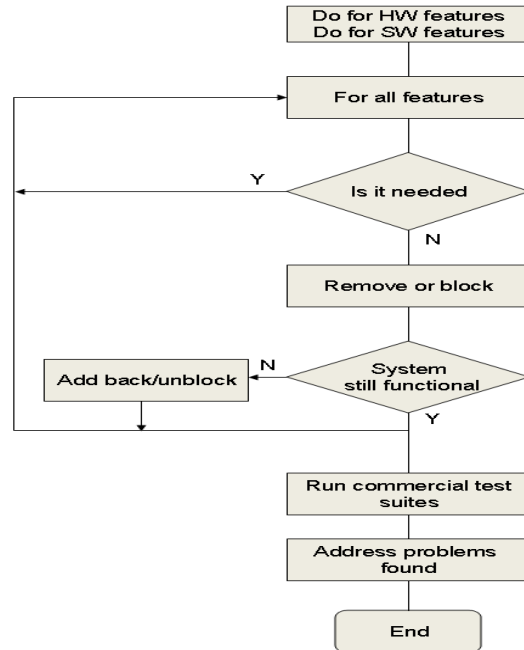 Do for HW features
Do for SW features
For all features
Y
Is it needed
N
Remove or block
N
System
still functional
Add back/unblock
Y
Run commercial test
suites
Address problems
found
End